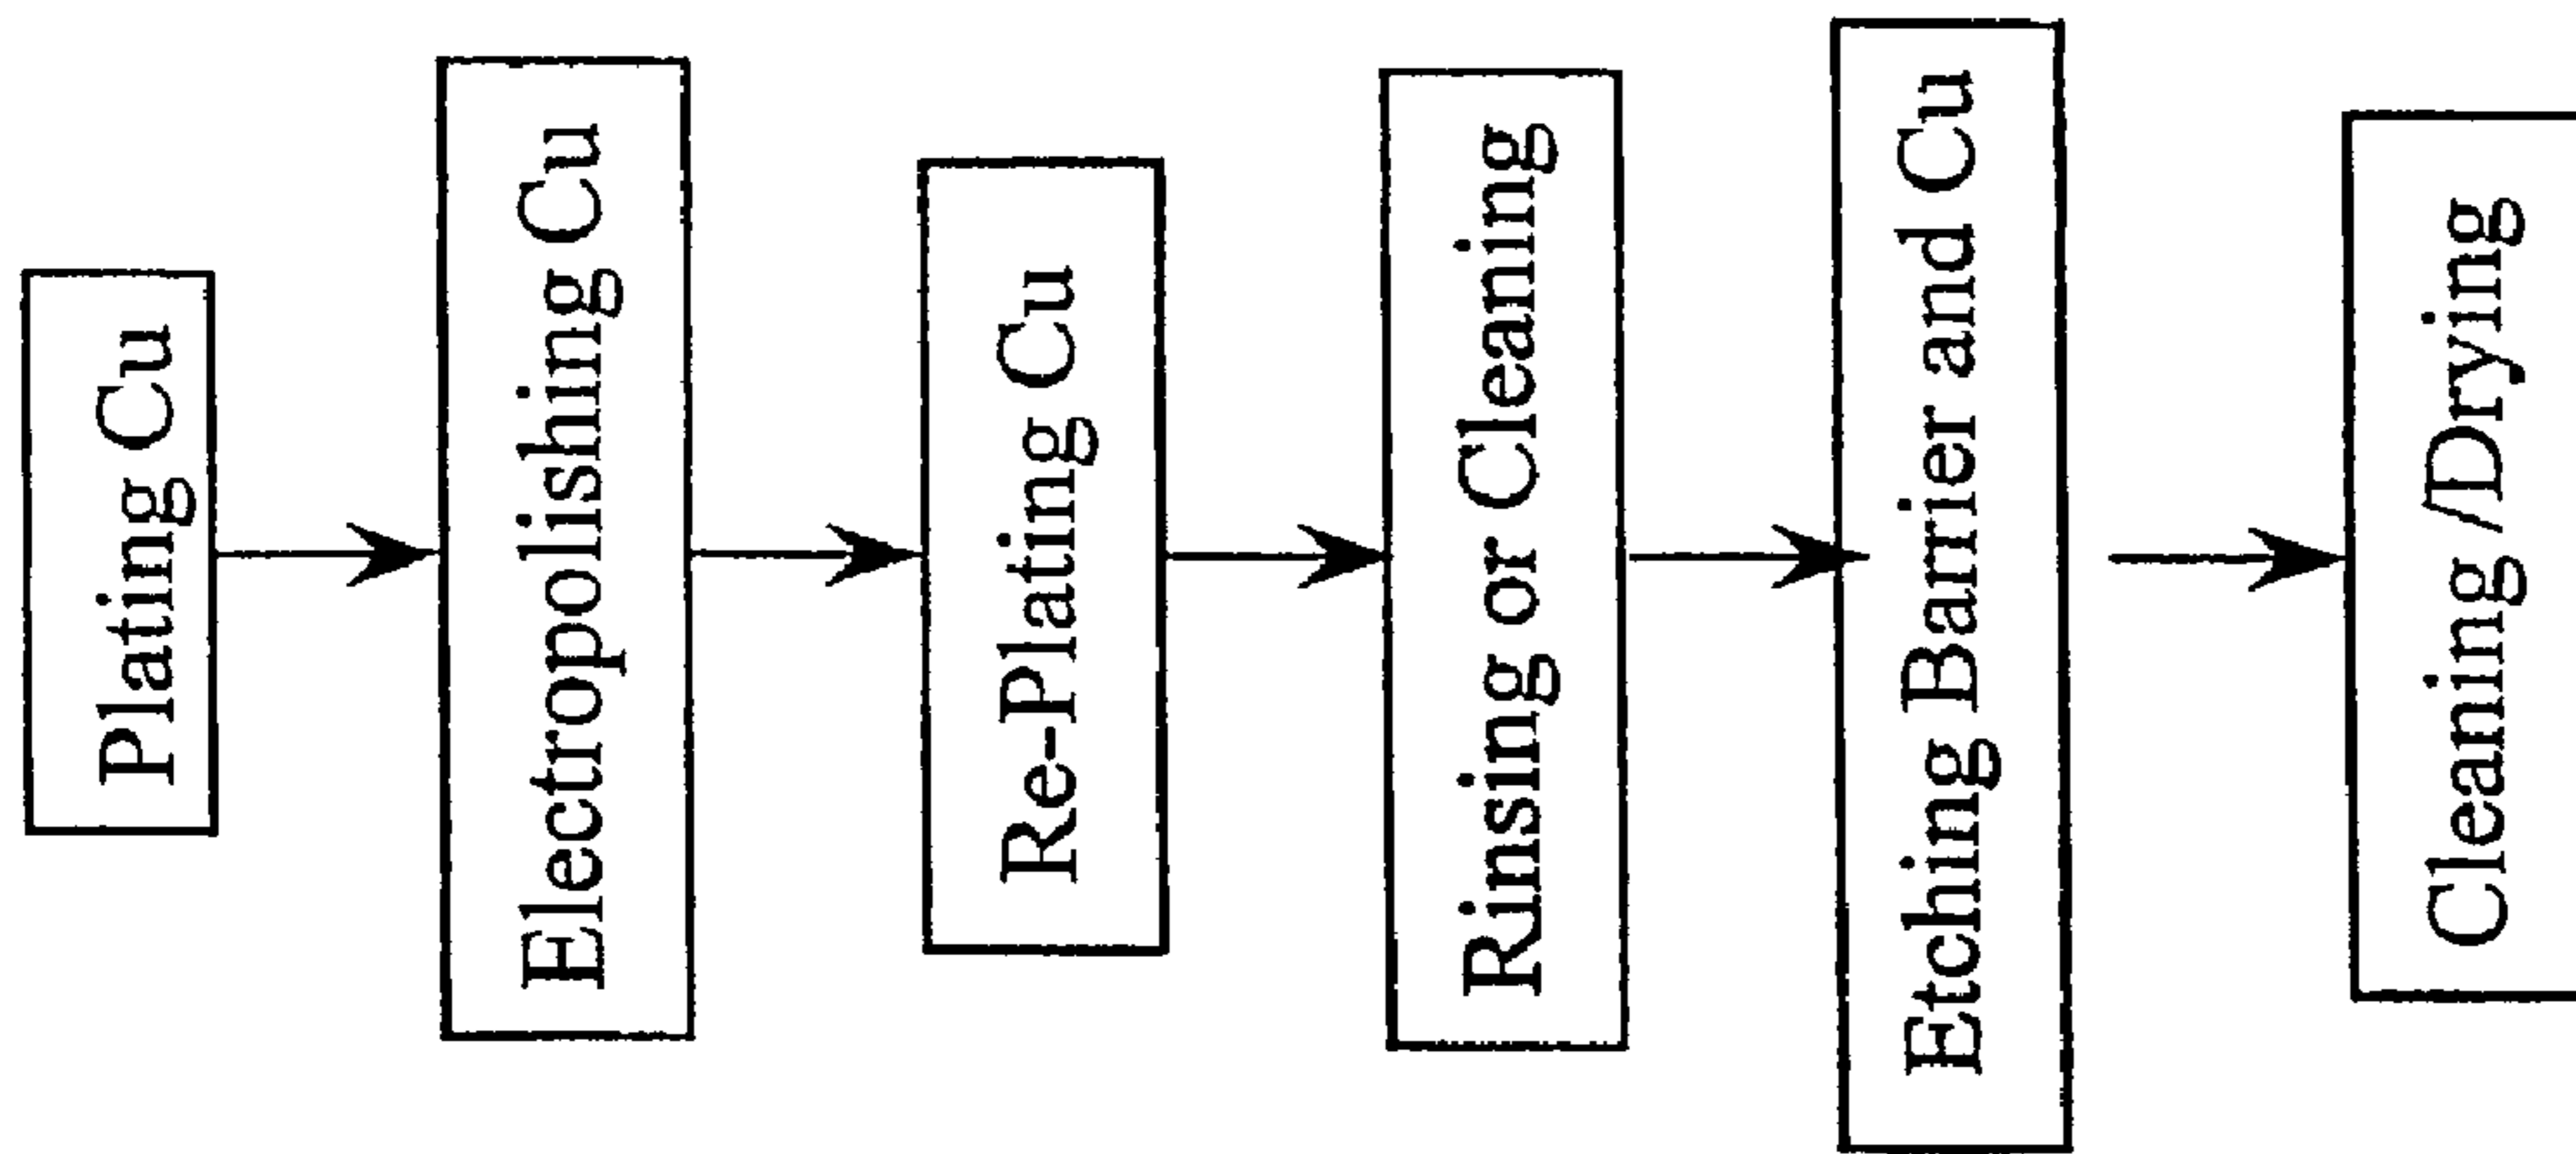 Plating Cu
Electropolishing Cu
Re-Plating Cu
Rinsing or Cleaning
Etching Barrier and Cu
Cleaning /Drying